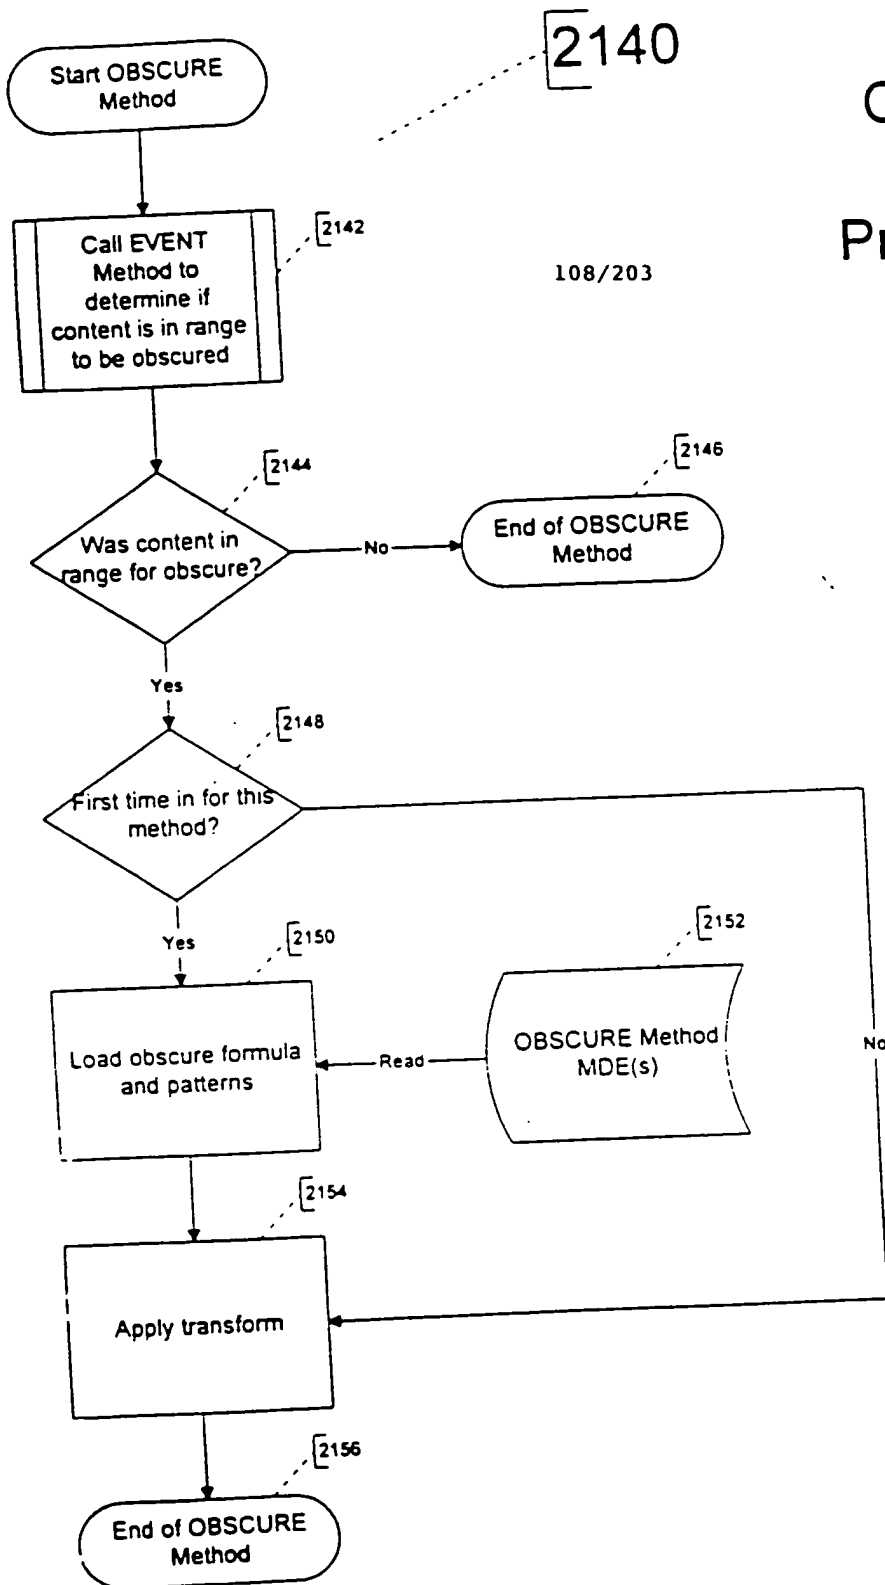 2140
Start OBSCURE
Method
2142
Call EVENT
Method to
determine if
content is in range
to be obscured
108/203
2144
2146
Was content in
range for obscure?
No
End of OBSCURE
Method
Yes
2148
First time in for this
method?
Yes
2150
2152
Load obscure formula
and patterns
Read
OBSCURE Method
MDE(s)
No
2154
Apply transform
2156
End of OBSCURE
Method